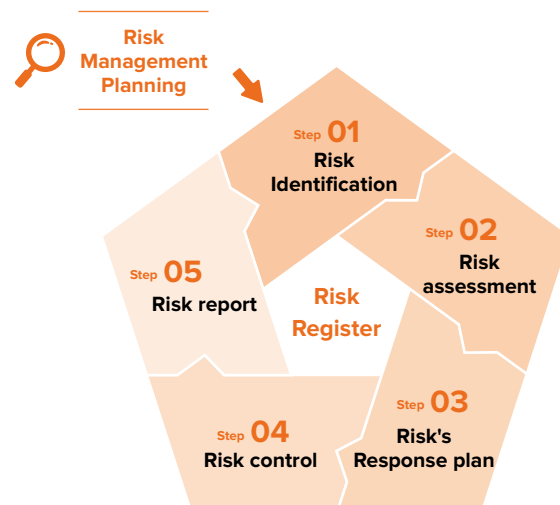 Risk
Management
Planning
Step 01
Risk
Identification
Step 02
Risk
assessment
Step 05
Risk report
Risk
Register
Step 03
Risk's
Response plan
Step 04
Risk control